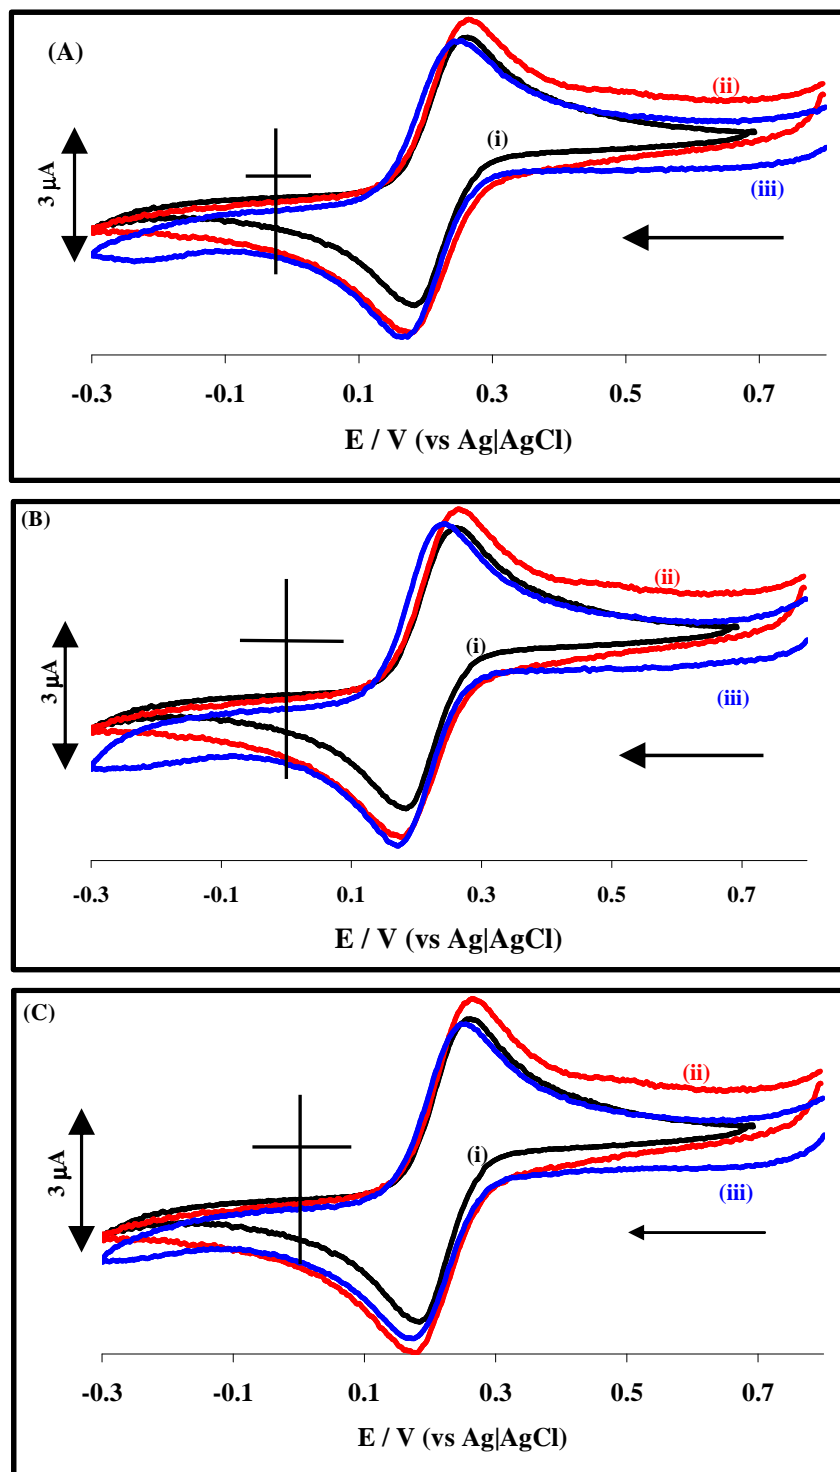 (A)
(ii)
(i)
3 µA
(iii)
-0.3 -0.1 0.1 0.3 0.5 0.7
E / V (vs Ag|AgCl)
(B)
(ii)
(i)
3 µA
(iii)
-0.3 -0.1 0.1 0.3 0.5 0.7
E / V (vs Ag|AgCl)
(C)
(ii)
(i)
3 µA
(iii)
-0.3 -0.1 0.1 0.3 0.5 0.7
E / V (vs Ag|AgCl)